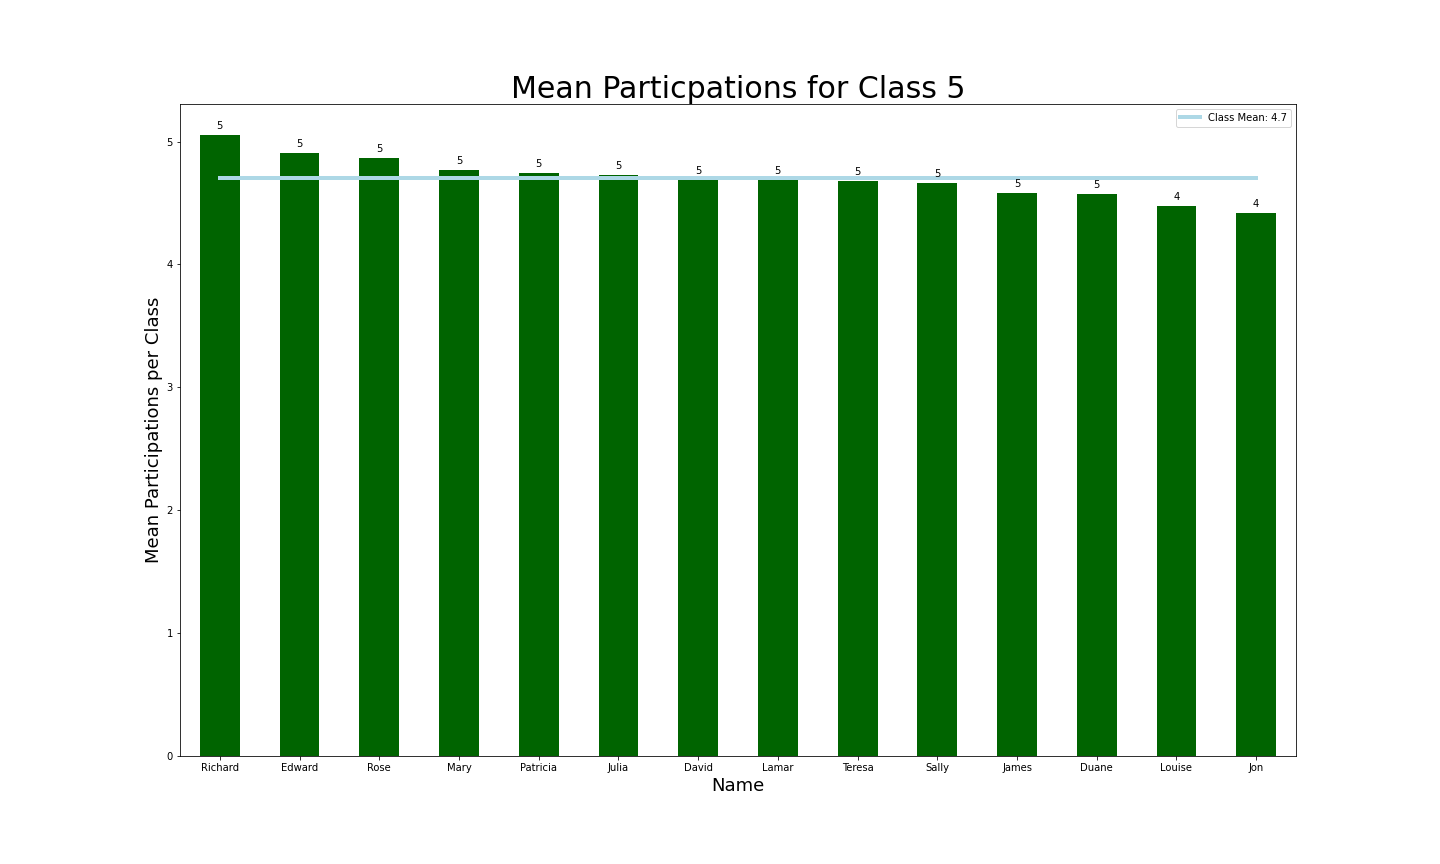 Mean Particpations for Class 5
Class Mean: 4.7
5 5 5 5 5 5 5 5 5 5 5 5 4 4
Mean Participations per Class
5
4
3
2
1
0
Richard Edward Rose Mary Patricia Julia David Lamar Teresa Sally James Duane Louise Jon
Name